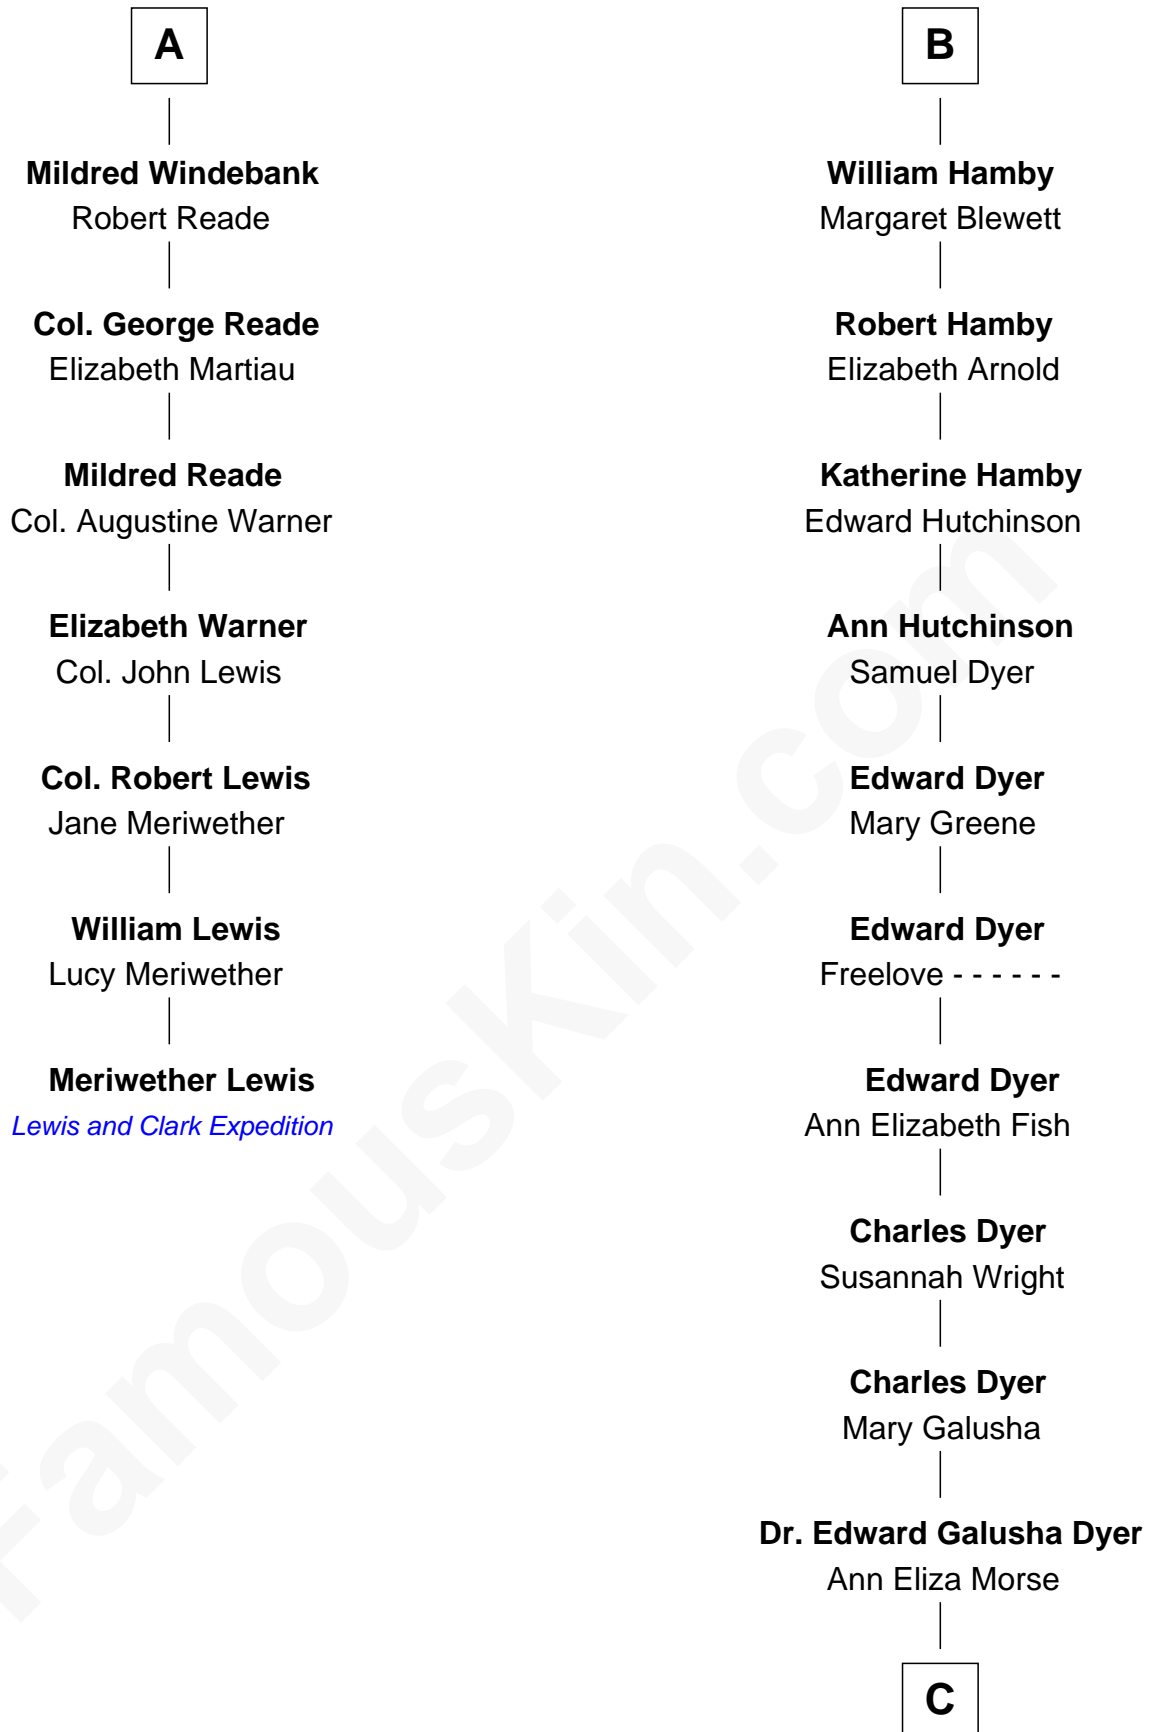 A
Mildred Windebank
Robert Reade
Col. George Reade
Elizabeth Martiau
Mildred Reade
Col. Augustine Warner
Elizabeth Warner
Col. John Lewis
Col. Robert Lewis
Jane Meriwether
William Lewis
Lucy Meriwether
Meriwether Lewis
Lewis and Clark Expedition
B
William Hamby
Margaret Blewett
Robert Hamby
Elizabeth Arnold
Katherine Hamby
Edward Hutchinson
Ann Hutchinson
Samuel Dyer
Edward Dyer
Mary Greene
Edward Dyer
Freelove - - - - - -
Edward Dyer
Ann Elizabeth Fish
Charles Dyer
Susannah Wright
Charles Dyer
Mary Galusha
Dr. Edward Galusha Dyer
Ann Eliza Morse
C
FamousKin.com